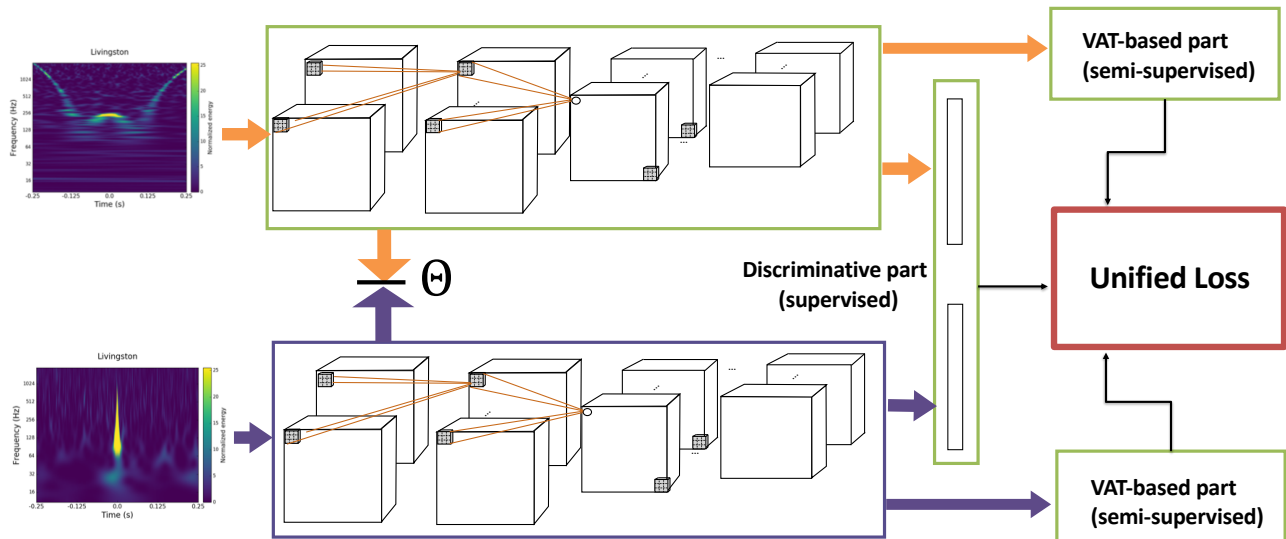 Livingston
Frequency (Hz)
1024
512
256
128
64
32
16
-0.25
-0.125
0.0
0.125
0.25
Time (s)
25
20
15
10
5
0
Normalized energy
...
...
...
...
...
VAT-based part
(semi-supervised)
Θ
Discriminative part
(supervised)
Unified Loss
Livingston
Frequency (Hz)
1024
512
256
128
64
32
16
-0.25
-0.125
0.0
0.125
0.25
Time (s)
25
20
15
10
5
0
Normalized energy
...
...
...
...
...
VAT-based part
(semi-supervised)